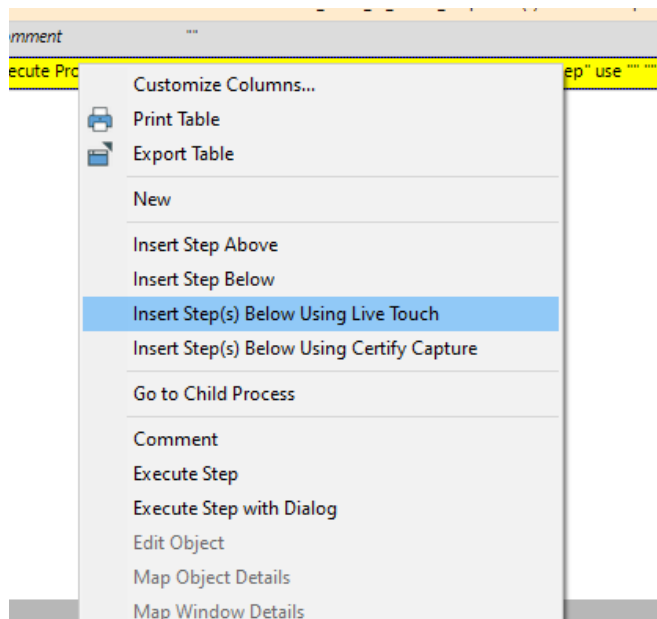 omment ""
ecute Pro ep" use "" ""
Customize Columns...
Print Table
Export Table
New
Insert Step Above
Insert Step Below
Insert Step(s) Below Using Live Touch
Insert Step(s) Below Using Certify Capture
Go to Child Process
Comment
Execute Step
Execute Step with Dialog
Edit Object
Map Object Details
Map Window Details